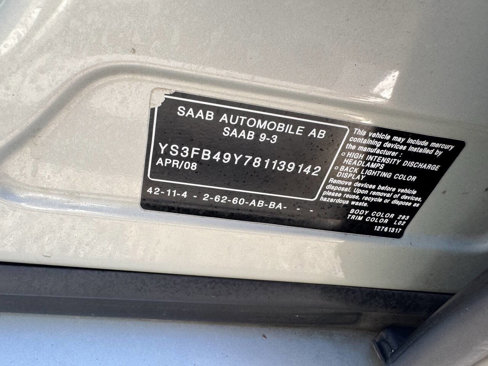 SAAB AUTOMOBILE AB
SAAB 9-3
YS3FB49Y781139142
APR/08
42-11-4 - 2-62-60-AB-BA- - -
This vehicle may include mercury
containing devices installed by
the manufacturer :
o HIGH INTENSITY DISCHARGE
HEADLAMPS
o BACK LIGHTING COLOR
DISPLAY
Remove devices before vehicle
disposal. Upon removal of devices,
please reuse, recycle or dispose as
hazardous waste.
BODY COLOR 293
TRIM COLOR L02
12761317